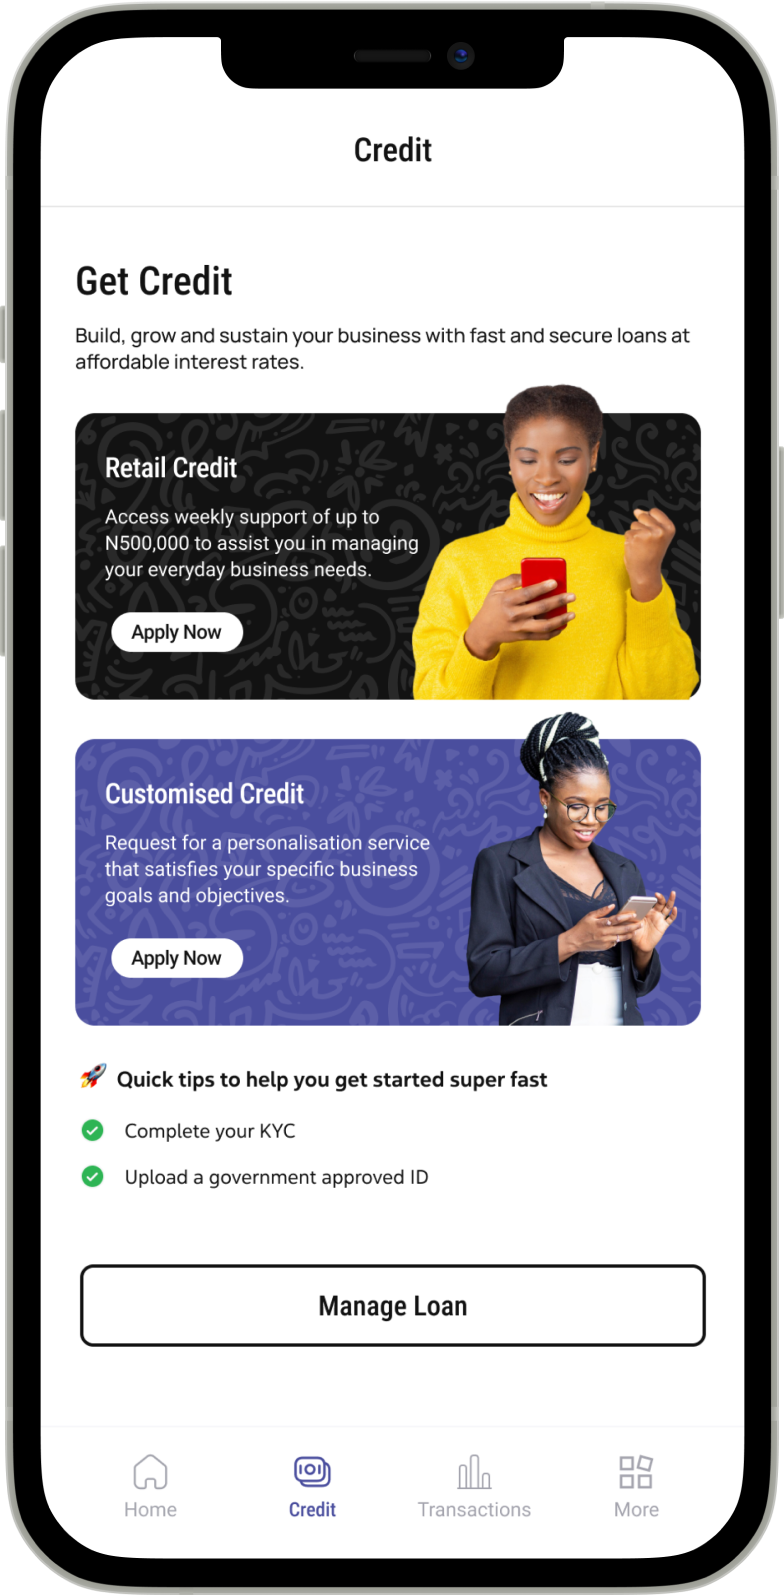 Credit
Get Credit
Build, grow and sustain your business with fast and secure loans at
affordable interest rates.
Retail Credit
Access weekly support of up to
N500,000 to assist you in managing
your everyday business needs.
Apply Now
Customised Credit
Request for a personalisation service
that satisfies your specific business
goals and objectives.
Apply Now
🚀 Quick tips to help you get started super fast
Complete your KYC
Upload a government approved ID
Manage Loan
Home
Credit
Transactions
More